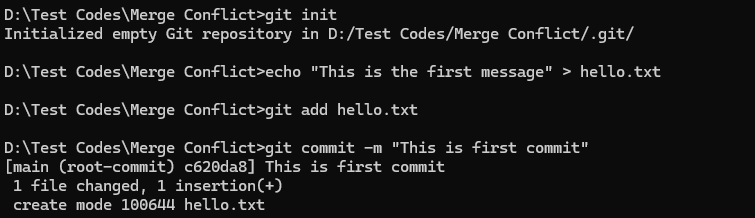 D:\Test Codes\Merge Conflict>git init
Initialized empty Git repository in D:/Test Codes/Merge Conflict/.git/
D:\Test Codes\Merge Conflict>echo "This is the first message" > hello.txt
D:\Test Codes\Merge Conflict>git add hello.txt
D:\Test Codes\Merge Conflict>git commit -m "This is first commit"
[main (root-commit) c620da8] This is first commit
 1 file changed, 1 insertion(+)
 create mode 100644 hello.txt